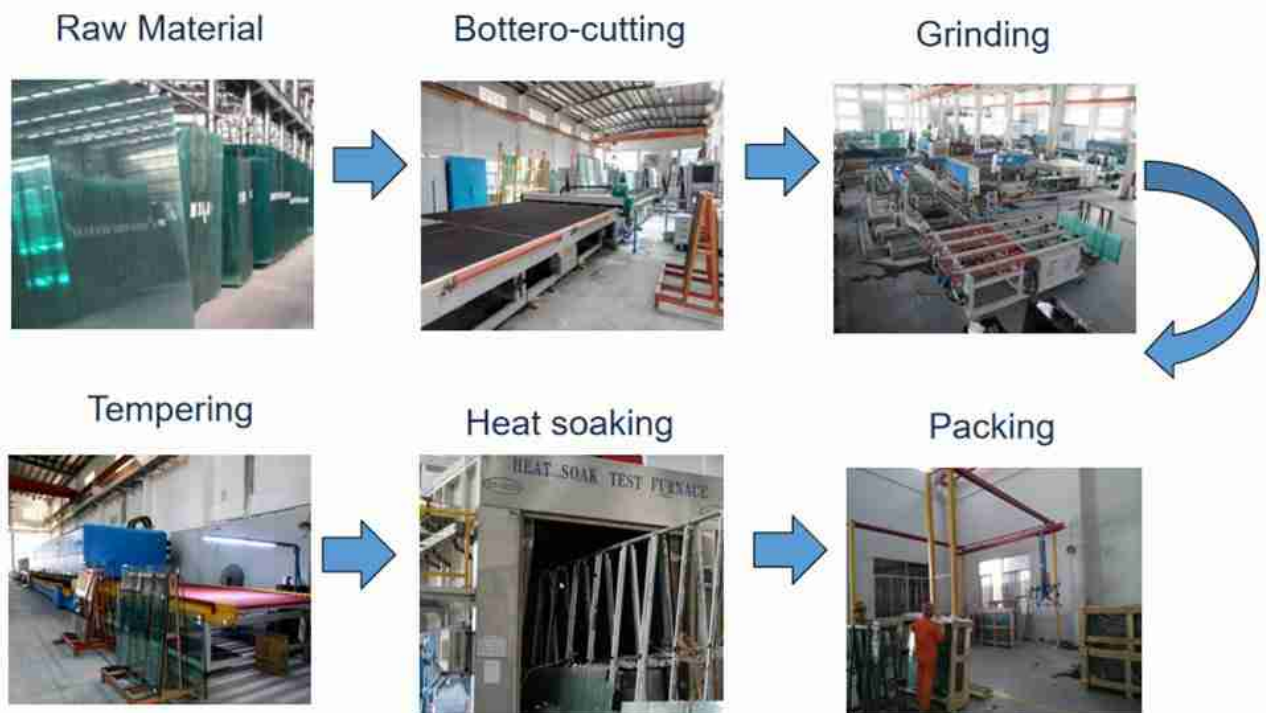 Raw Material
Bottero-cutting
Grinding
Tempering
Heat soaking
HEAT SOAK TEST FURNACE
Packing